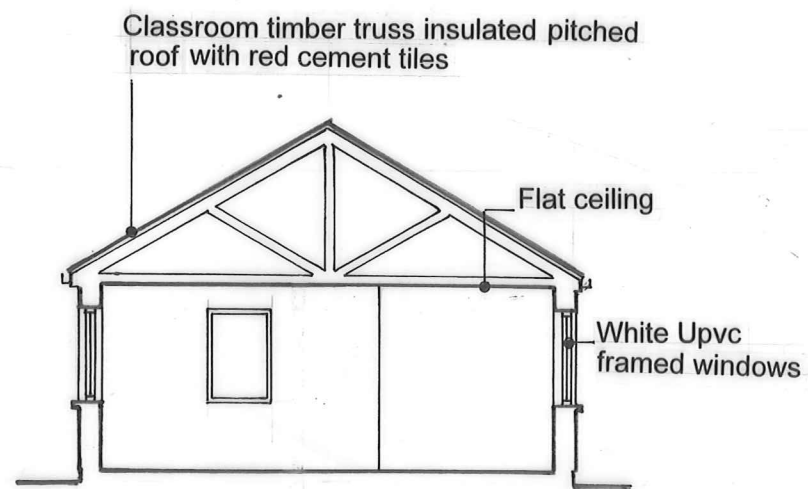 Classroom timber truss insulated pitched
roof with red cement tiles
Flat ceiling
White Upvc
framed windows